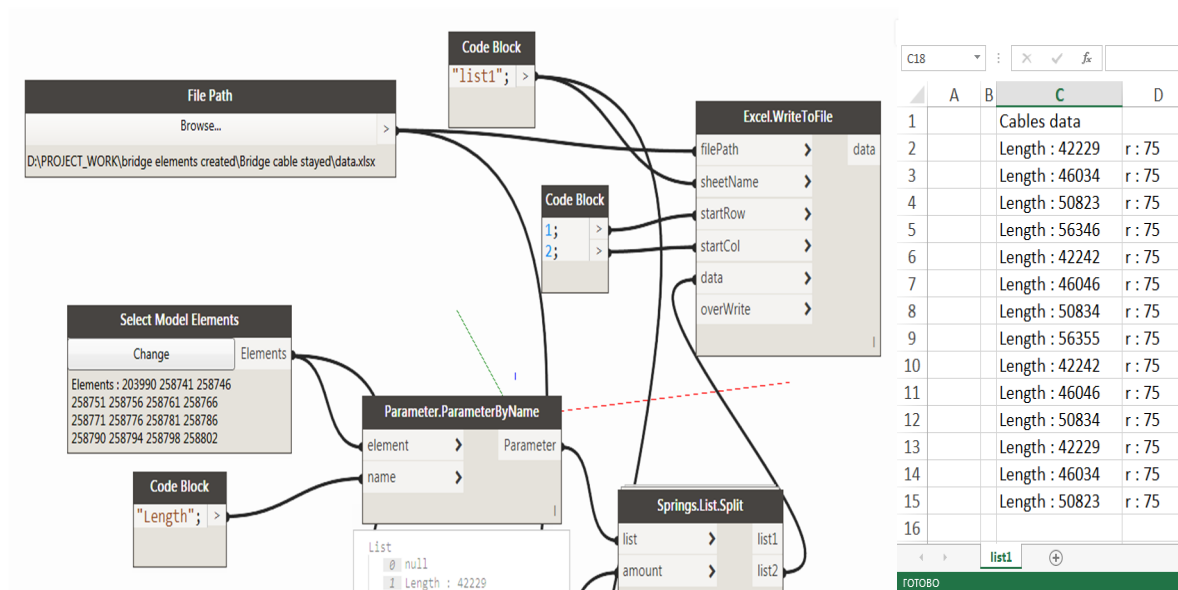 Code Block
"list1"; >
File Path
Browse...
>
D:\PROJECT_WORK\bridge elements created\Bridge cable stayed\data.xlsx
Excel.WriteToFile
filePath > data
sheetName >
startRow >
startCol >
data >
overWrite >
Code Block
1; >
2; >
Select Model Elements
Change Elements
Elements : 203990 258741 258746
258751 258756 258761 258766
258771 258776 258781 258786
258790 258794 258798 258802
Parameter.ParameterByName
element > Parameter
name >
Code Block
"Length"; >
List
0 null
1 Length : 42229
Springs.List.Split
list > list1
amount > list2
C18 fx
A B C D
1 Cables data
2 Length : 42229 r : 75
3 Length : 46034 r : 75
4 Length : 50823 r : 75
5 Length : 56346 r : 75
6 Length : 42242 r : 75
7 Length : 46046 r : 75
8 Length : 50834 r : 75
9 Length : 56355 r : 75
10 Length : 42242 r : 75
11 Length : 46046 r : 75
12 Length : 50834 r : 75
13 Length : 42229 r : 75
14 Length : 46034 r : 75
15 Length : 50823 r : 75
16
list1
ГОТОВО